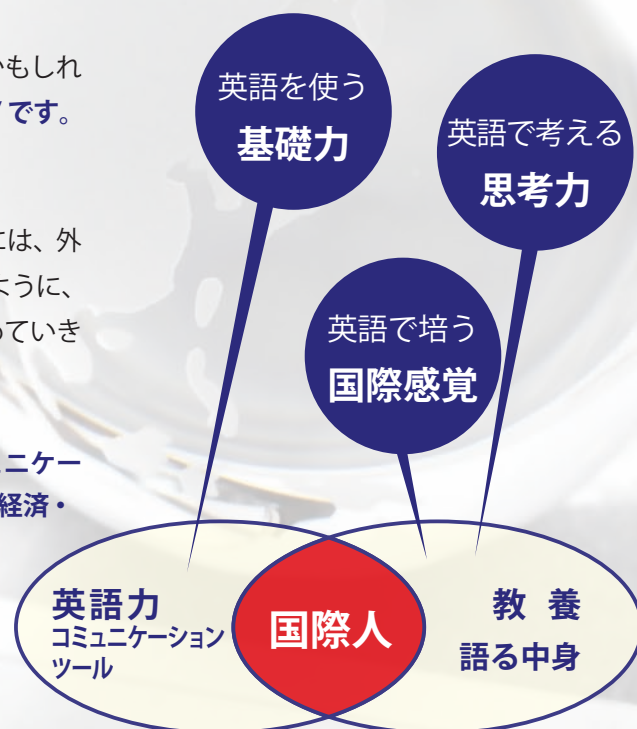 かもしれ
です。
には、外
ように、
っていき
ニケー
経済・
英語を使う
基礎力
英語で考える
思考力
英語で培う
国際感覚
英語力
コミュニケーション
ツール
国際人
教 養
語る中身